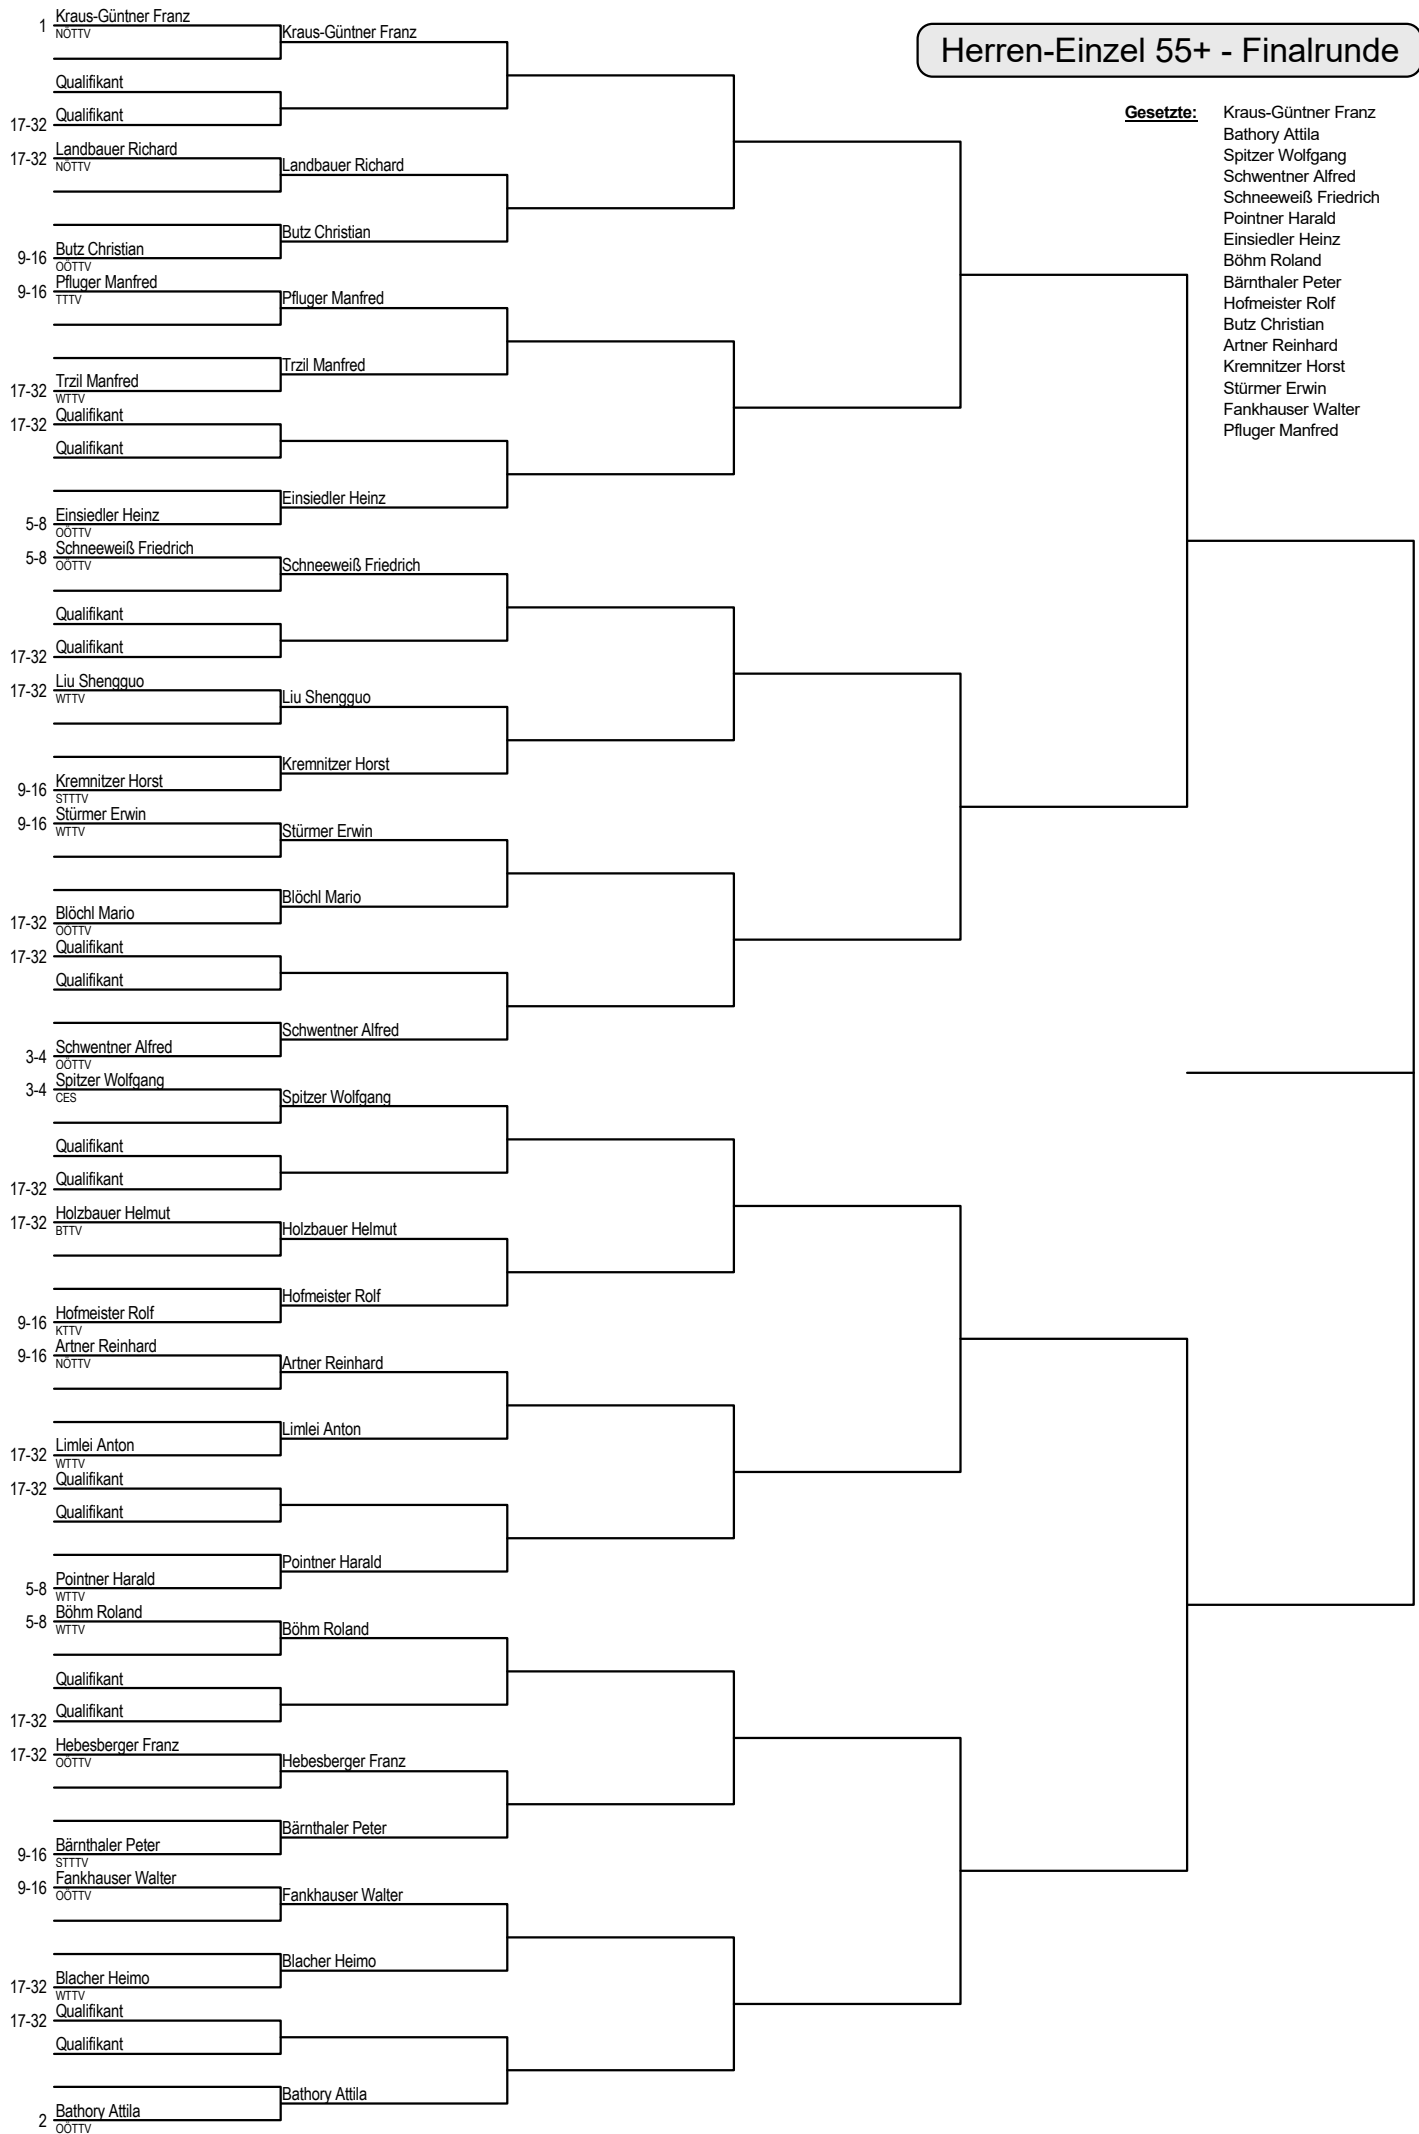 Herren-Einzel 55+ - Finalrunde
Gesetzte: Kraus-Güntner Franz
Bathory Attila
Spitzer Wolfgang
Schwentner Alfred
Schneeweiß Friedrich
Pointner Harald
Einsiedler Heinz
Böhm Roland
Bärnthaler Peter
Hofmeister Rolf
Butz Christian
Artner Reinhard
Kremnitzer Horst
Stürmer Erwin
Fankhauser Walter
Pfluger Manfred
1 Kraus-Güntner Franz
NÖTTV
Kraus-Güntner Franz
Qualifikant
17-32 Qualifikant
17-32 Landbauer Richard
NÖTTV
Landbauer Richard
Butz Christian
9-16 Butz Christian
OÖTTV
9-16 Pfluger Manfred
TTTV
Pfluger Manfred
Trzil Manfred
17-32 Trzil Manfred
WTTV
17-32 Qualifikant
Qualifikant
Einsiedler Heinz
5-8 Einsiedler Heinz
OÖTTV
5-8 Schneeweiß Friedrich
OÖTTV
Schneeweiß Friedrich
Qualifikant
17-32 Qualifikant
17-32 Liu Shengguo
WTTV
Liu Shengguo
Kremnitzer Horst
9-16 Kremnitzer Horst
STTTV
9-16 Stürmer Erwin
WTTV
Stürmer Erwin
Blöchl Mario
17-32 Blöchl Mario
OÖTTV
17-32 Qualifikant
Qualifikant
Schwentner Alfred
3-4 Schwentner Alfred
OÖTTV
3-4 Spitzer Wolfgang
CES
Spitzer Wolfgang
Qualifikant
17-32 Qualifikant
17-32 Holzbauer Helmut
BTTV
Holzbauer Helmut
Hofmeister Rolf
9-16 Hofmeister Rolf
KTTV
9-16 Artner Reinhard
NÖTTV
Artner Reinhard
Limlei Anton
17-32 Limlei Anton
WTTV
17-32 Qualifikant
Qualifikant
Pointner Harald
5-8 Pointner Harald
WTTV
5-8 Böhm Roland
WTTV
Böhm Roland
Qualifikant
17-32 Qualifikant
17-32 Hebesberger Franz
OÖTTV
Hebesberger Franz
Bärnthaler Peter
9-16 Bärnthaler Peter
STTTV
9-16 Fankhauser Walter
OÖTTV
Fankhauser Walter
Blacher Heimo
17-32 Blacher Heimo
WTTV
17-32 Qualifikant
Qualifikant
Bathory Attila
2 Bathory Attila
OÖTTV